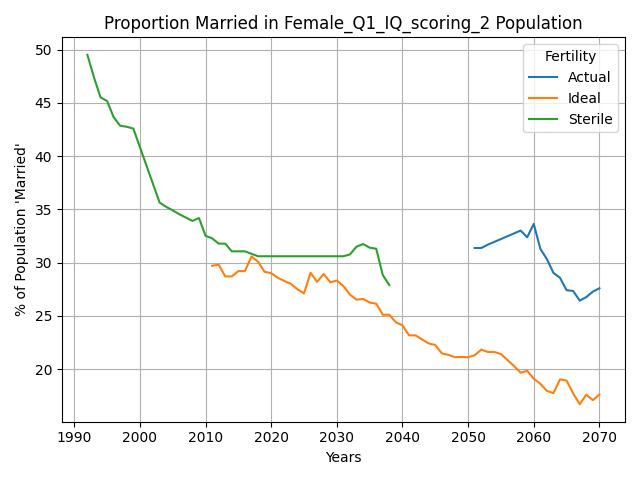 Proportion Married in Female_Q1_IQ_scoring_2 Population
% of Population 'Married'
50
45
40
35
30
25
20
Fertility
Actual
Ideal
Sterile
1990 2000 2010 2020 2030 2040 2050 2060 2070
Years